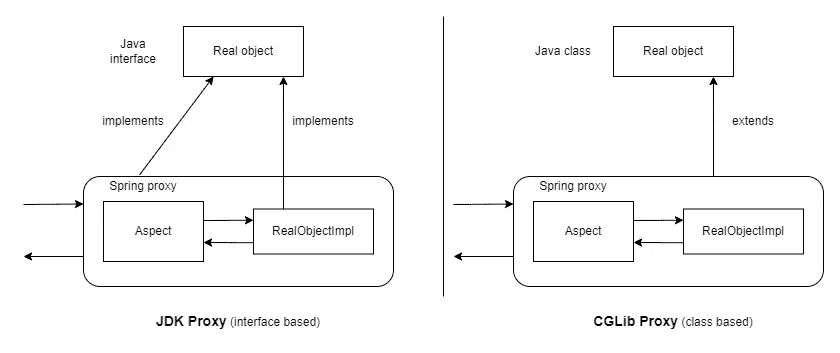 Java
interface
Real object
implements
implements
Spring proxy
Aspect
RealObjectImpl
JDK Proxy (interface based)
Java class
Real object
extends
Spring proxy
Aspect
RealObjectImpl
CGLib Proxy (class based)